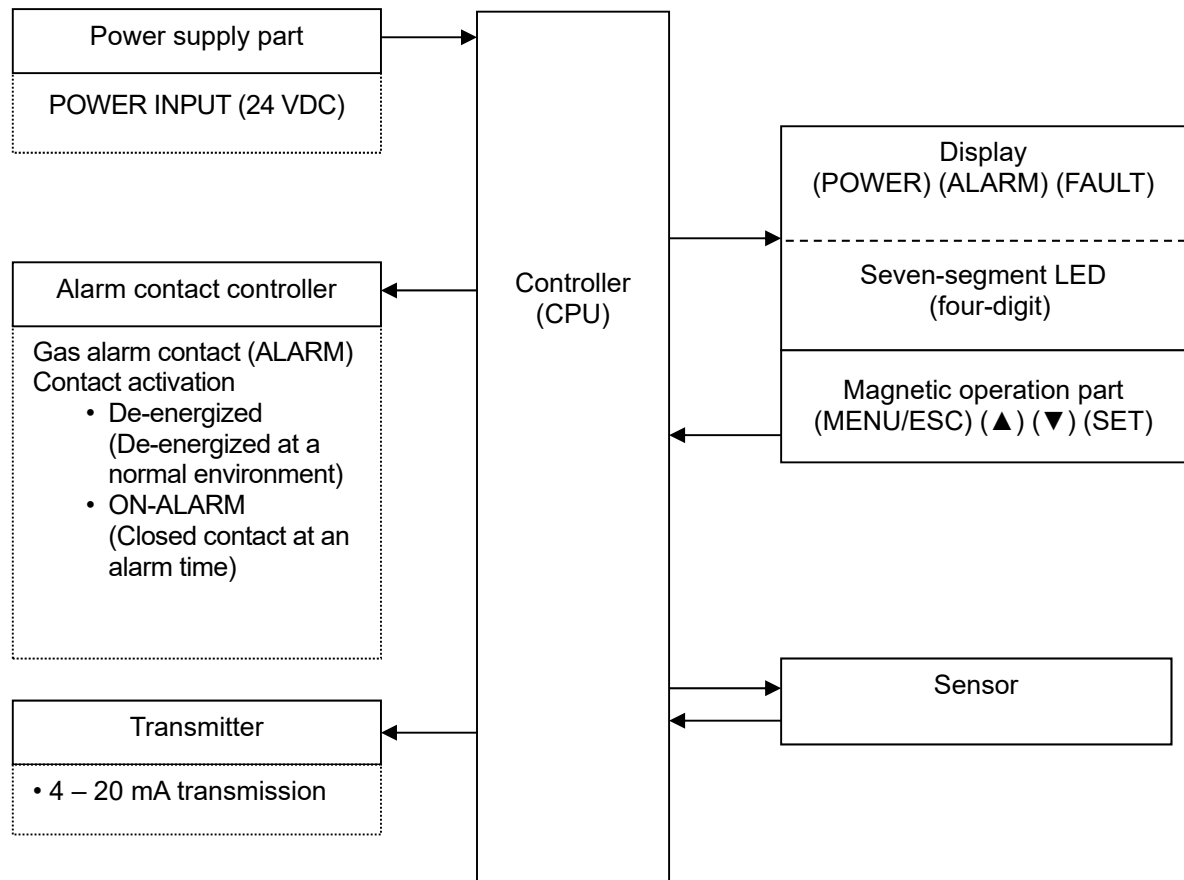 Power supply part
POWER INPUT (24 VDC)
Alarm contact controller
Gas alarm contact (ALARM)
Contact activation
• De-energized
(De-energized at a
normal environment)
• ON-ALARM
(Closed contact at an
alarm time)
Transmitter
• 4 – 20 mA transmission
Controller
(CPU)
Display
(POWER) (ALARM) (FAULT)
Seven-segment LED
(four-digit)
Magnetic operation part
(MENU/ESC) (▲) (▼) (SET)
Sensor